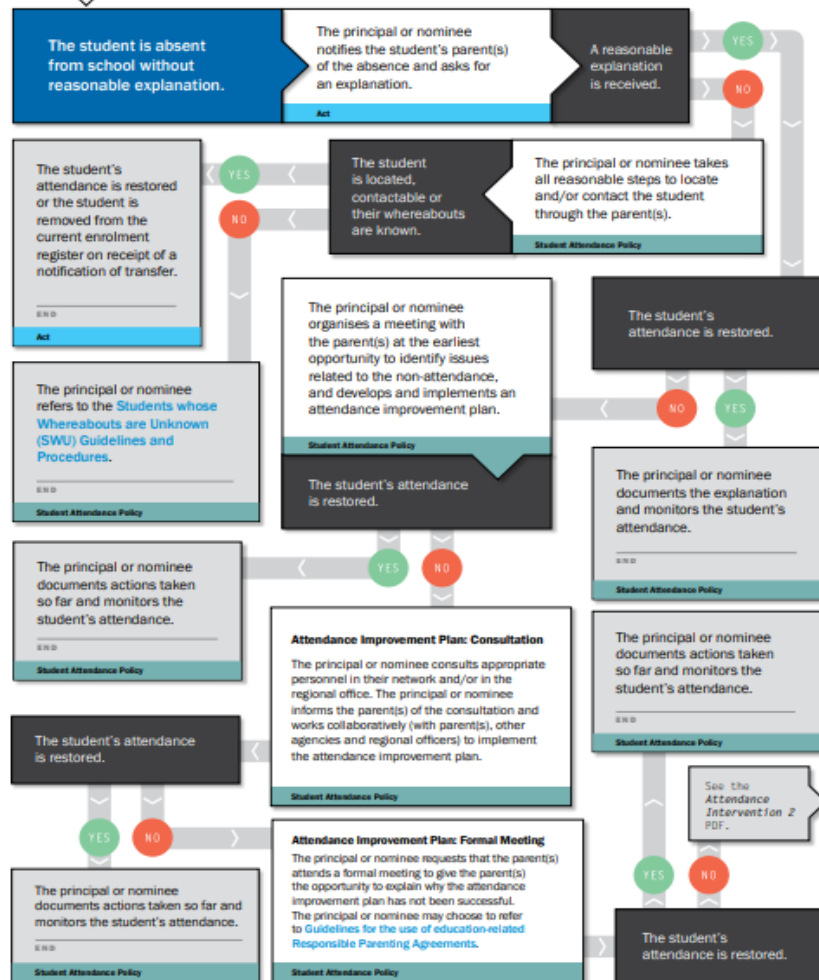 The student is absent
from school without
reasonable explanation.
The principal or nominee
notifies the student's parent(s)
of the absence and asks for
an explanation.
Act
A reasonable
explanation
is received.
YES
NO
The principal or nominee takes
all reasonable steps to locate
and/or contact the student
through the parent(s).
Student Attendance Policy
The student
is located,
contactable or
their whereabouts
are known.
YES
NO
The student's
attendance is restored
or the student is
removed from the
current enrolment
register on receipt of a
notification of transfer.
END
Act
The principal or nominee
refers to the Students whose
Whereabouts are Unknown
(SWU) Guidelines and
Procedures.
END
Student Attendance Policy
The student's
attendance is restored.
NO
YES
The principal or nominee
documents the explanation
and monitors the student's
attendance.
END
Student Attendance Policy
The principal or nominee
organises a meeting with
the parent(s) at the earliest
opportunity to identify issues
related to the non-attendance,
and develops and implements an
attendance improvement plan.
Student Attendance Policy
The student's attendance
is restored.
YES
NO
The principal or nominee
documents actions taken
so far and monitors the
student's attendance.
END
Student Attendance Policy
Attendance Improvement Plan: Consultation
The principal or nominee consults appropriate
personnel in their network and/or in the
regional office. The principal or nominee
informs the parent(s) of the consultation and
works collaboratively (with parent(s), other
agencies and regional officers) to implement
the attendance improvement plan.
Student Attendance Policy
The student's attendance
is restored.
YES
NO
The principal or nominee
documents actions taken so far and
monitors the student's attendance.
END
Student Attendance Policy
Attendance Improvement Plan: Formal Meeting
The principal or nominee requests that the parent(s)
attends a formal meeting to give the parent(s)
the opportunity to explain why the attendance
improvement plan has not been successful.
The principal or nominee may choose to refer
to Guidelines for the use of education-related
Responsible Parenting Agreements.
Student Attendance Policy
The student's
attendance is restored.
YES
NO
The principal or nominee
documents actions taken
so far and monitors the
student's attendance.
END
Student Attendance Policy
See the
Attendance
Intervention 2
PDF.